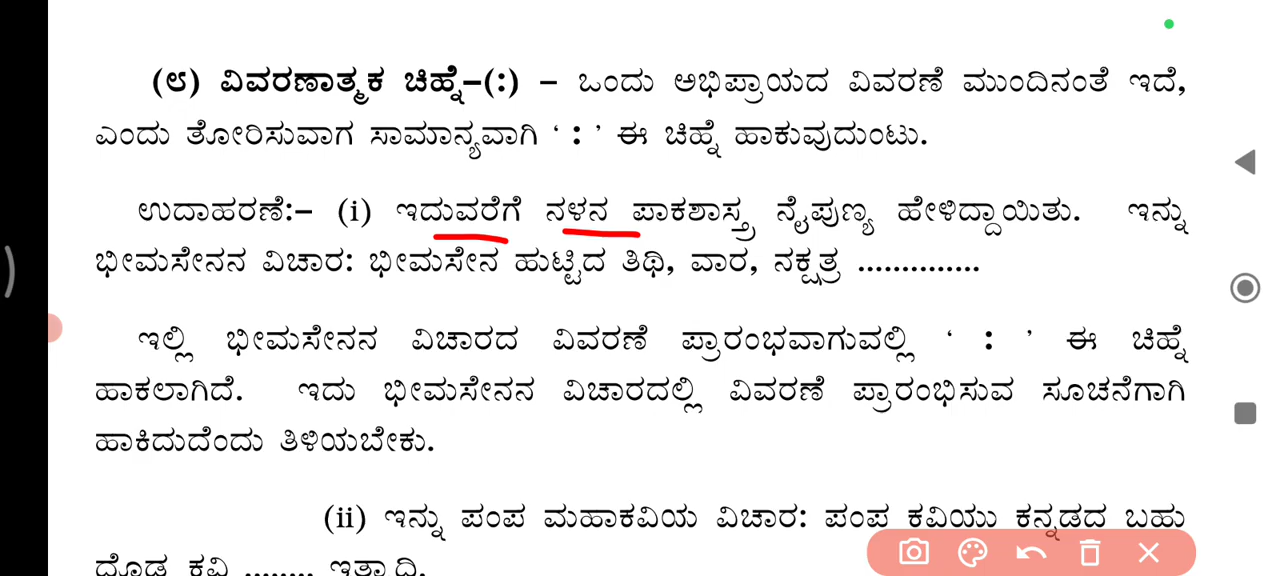 (೮) ವಿವರಣಾತ್ಮಕ ಚಿಹ್ನೆ–(:) – ಒಂದು ಅಭಿಪ್ರಾಯದ ವಿವರಣೆ ಮುಂದಿನಂತೆ ಇದೆ,
ಎಂದು ತೋರಿಸುವಾಗ ಸಾಮಾನ್ಯವಾಗಿ ‘ : ’ ಈ ಚಿಹ್ನೆ ಹಾಕುವುದುಂಟು.
ಉದಾಹರಣೆ:– (i) ಇದುವರೆಗೆ ನಳನ ಪಾಕಶಾಸ್ತ್ರ ನೈಪುಣ್ಯ ಹೇಳಿದ್ದಾಯಿತು. ಇನ್ನು
ಭೀಮಸೇನನ ವಿಚಾರ: ಭೀಮಸೇನ ಹುಟ್ಟಿದ ತಿಥಿ, ವಾರ, ನಕ್ಷತ್ರ ..............
ಇಲ್ಲಿ ಭೀಮಸೇನನ ವಿಚಾರದ ವಿವರಣೆ ಪ್ರಾರಂಭವಾಗುವಲ್ಲಿ ‘ : ’ ಈ ಚಿಹ್ನೆ
ಹಾಕಲಾಗಿದೆ. ಇದು ಭೀಮಸೇನನ ವಿಚಾರದಲ್ಲಿ ವಿವರಣೆ ಪ್ರಾರಂಭಿಸುವ ಸೂಚನೆಗಾಗಿ
ಹಾಕಿದುದೆಂದು ತಿಳಿಯಬೇಕು.
(ii) ಇನ್ನು ಪಂಪ ಮಹಾಕವಿಯ ವಿಚಾರ: ಪಂಪ ಕವಿಯು ಕನ್ನಡದ ಬಹು
ದೊಡ್ಡ ಕವಿ ........ ಇತ್ಯಾದಿ.